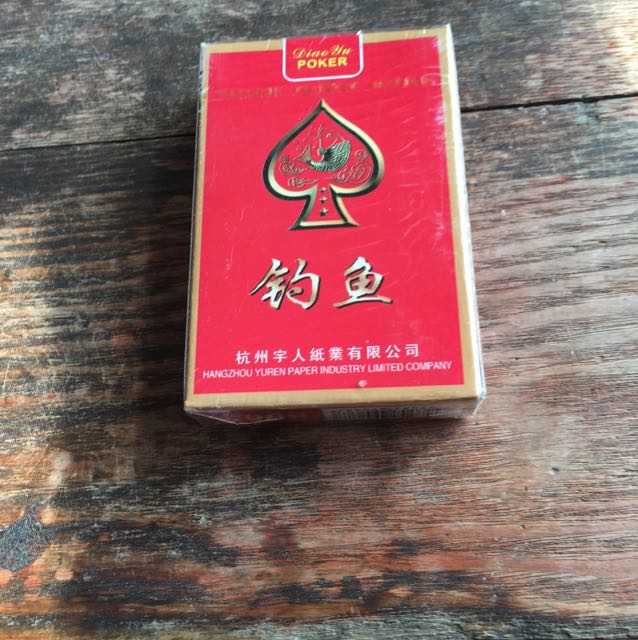 Diao Yu
POKER
钓鱼
杭州宇人紙業有限公司
HANGZHOU YUREN PAPER INDUSTRY LIMITED COMPANY